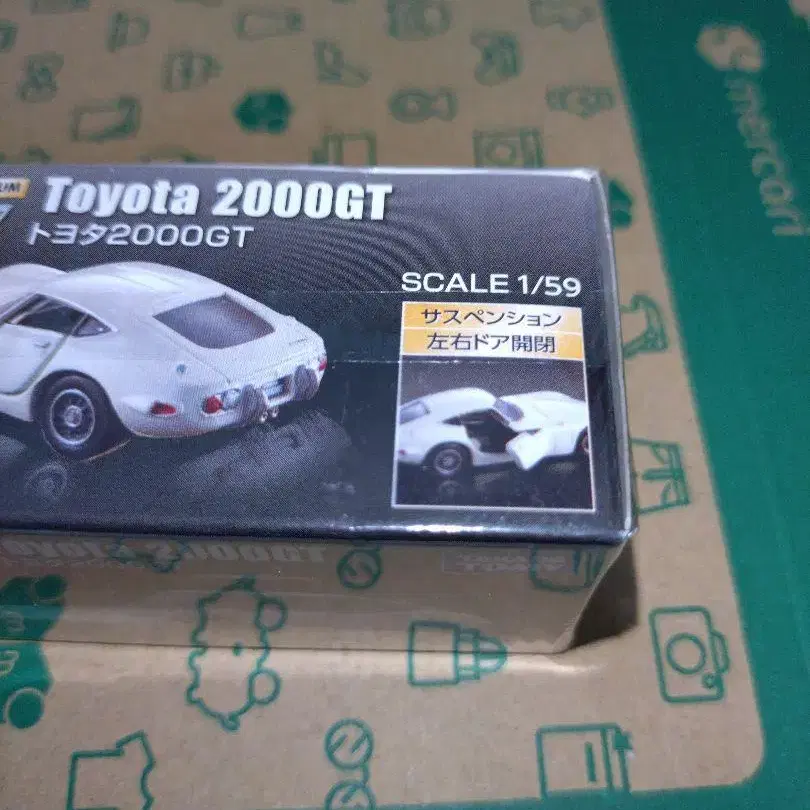 UM
Toyota 2000GT
トヨタ2000GT
SCALE 1/59
サスペンション
左右ドア開閉
mercari